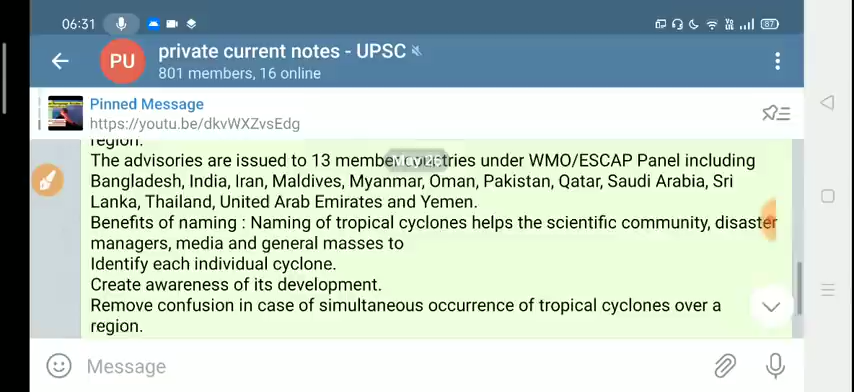 06:31
87
PU
private current notes - UPSC
801 members, 16 online
Pinned Message
https://youtu.be/dkvWXZvsEdg
region.
May 26
The advisories are issued to 13 member countries under WMO/ESCAP Panel including
Bangladesh, India, Iran, Maldives, Myanmar, Oman, Pakistan, Qatar, Saudi Arabia, Sri
Lanka, Thailand, United Arab Emirates and Yemen.
Benefits of naming : Naming of tropical cyclones helps the scientific community, disaster
managers, media and general masses to
Identify each individual cyclone.
Create awareness of its development.
Remove confusion in case of simultaneous occurrence of tropical cyclones over a
region.
Message